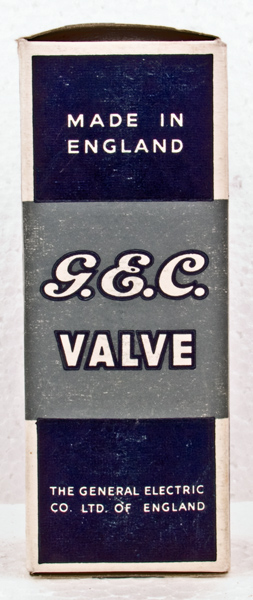 MADE IN
ENGLAND
G.E.C.
VALVE
THE GENERAL ELECTRIC
CO. LTD. OF ENGLAND